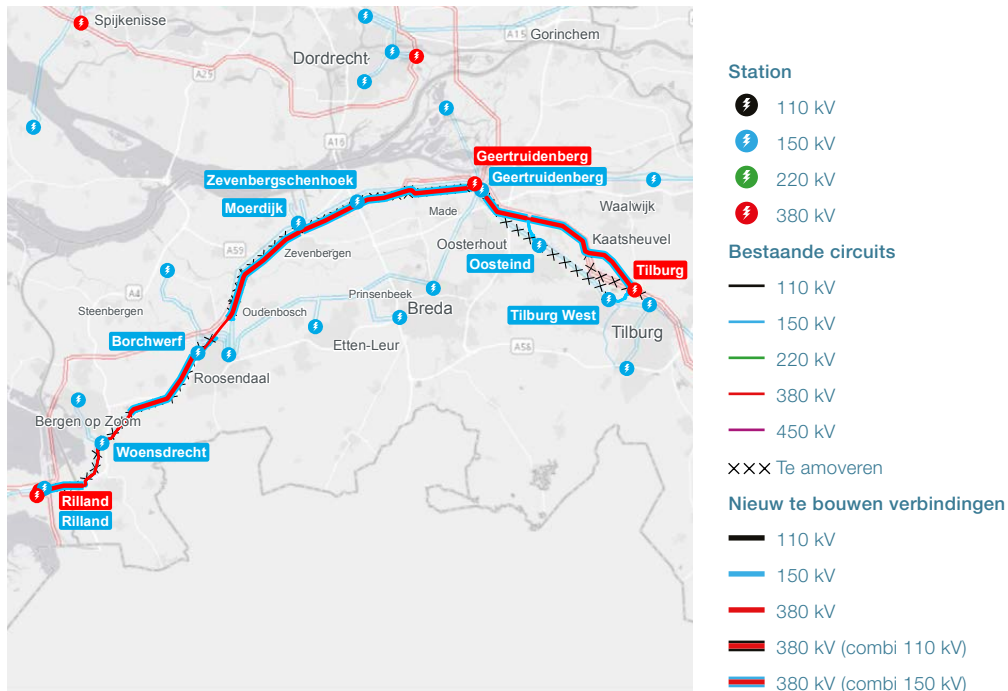 Spijkenisse
A15
Gorinchem
Dordrecht
A29
A16
Geertruidenberg
Zevenbergschenhoek
Geertruidenberg
Moerdijk
Made
Waalwijk
A59
Zevenbergen
Oosterhout
Kaatsheuvel
Oosteind
Tilburg
A4
Prinsenbeek
Steenbergen
Oudenbosch
Breda
Tilburg West
Borchwerf
Etten-Leur
A58
Tilburg
Roosendaal
Bergen op Zoom
Woensdrecht
Rilland
Rilland
Station
110 kV
150 kV
220 kV
380 kV
Bestaande circuits
110 kV
150 kV
220 kV
380 kV
450 kV
Te amoveren
Nieuw te bouwen verbindingen
110 kV
150 kV
380 kV
380 kV (combi 110 kV)
380 kV (combi 150 kV)